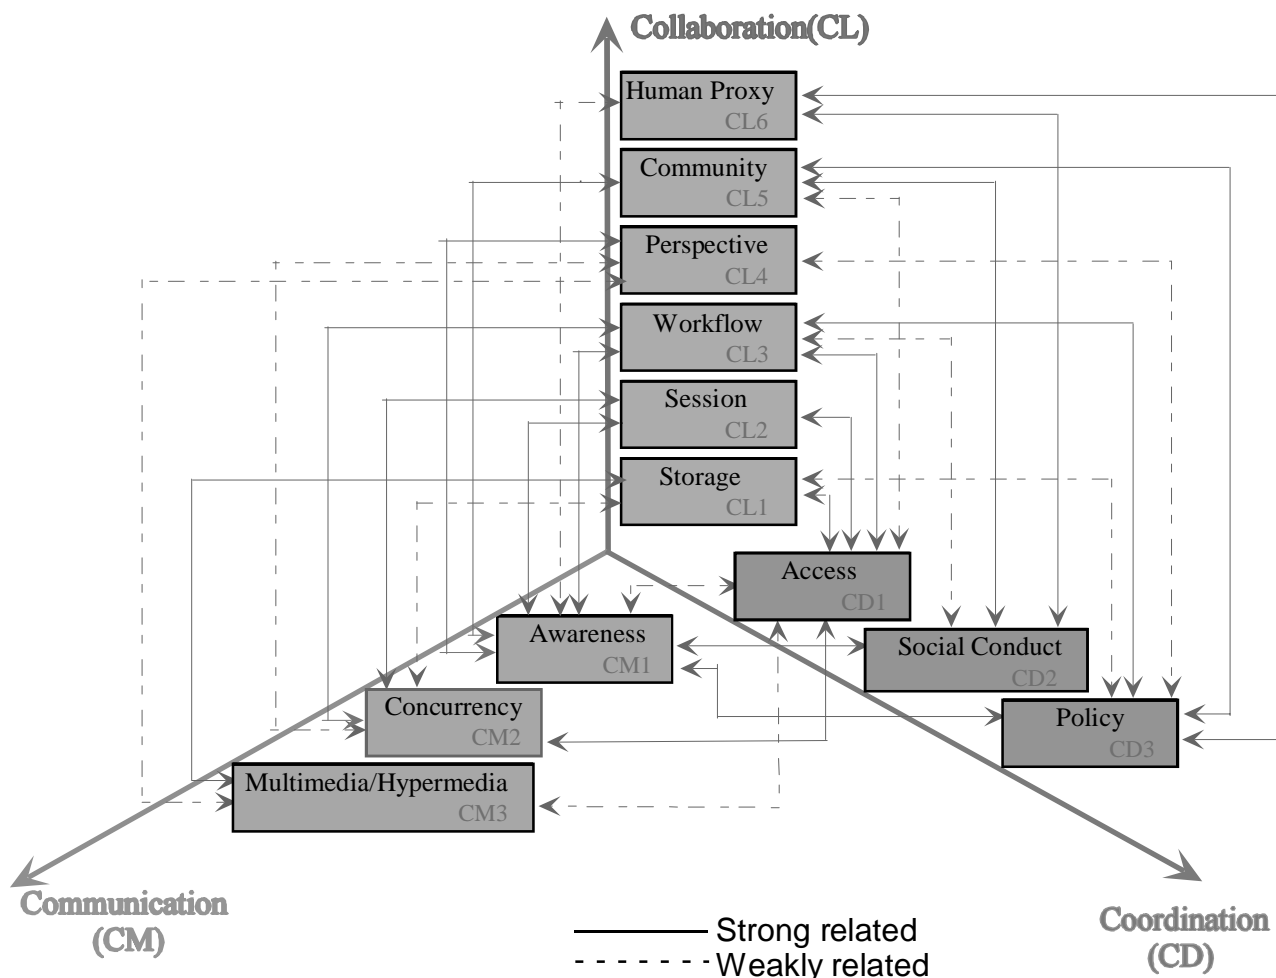 Collaboration(CL)
Human Proxy
CL6
Community
CL5
Perspective
CL4
Workflow
CL3
Session
CL2
Storage
CL1
Access
CD1
Awareness
CM1
Social Conduct
CD2
Concurrency
CM2
Policy
CD3
Multimedia/Hypermedia
CM3
Communication
(CM)
Coordination
(CD)
Strong related
Weakly related